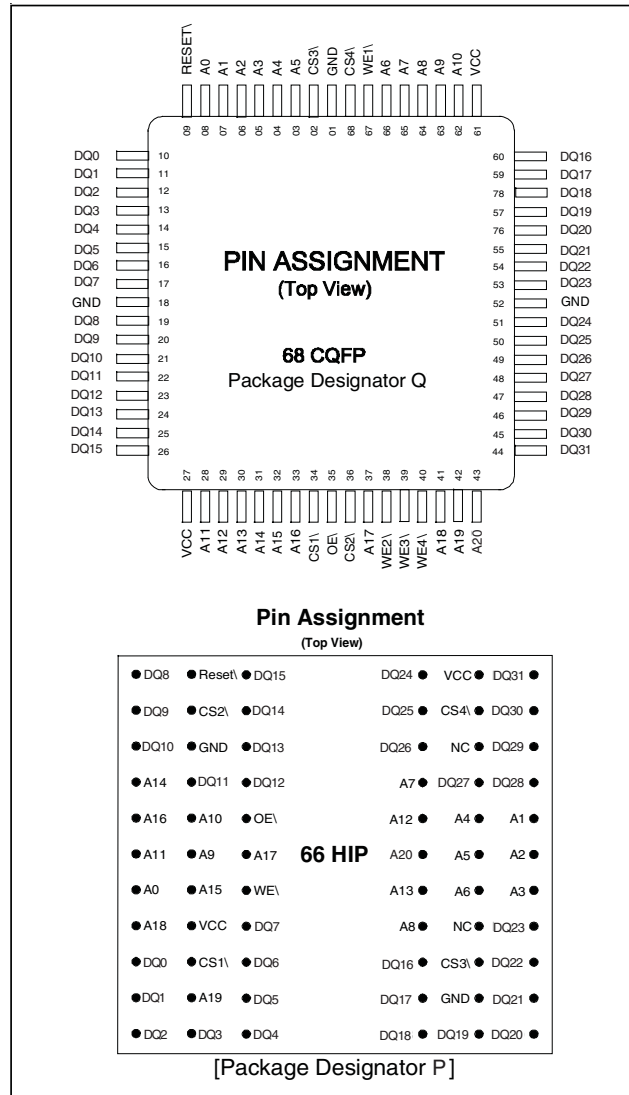 RESET\ A0 A1 A2 A3 A4 A5 CS3\ GND CS4\ WE1\ A6 A7 A8 A9 A10 VCC
09 08 07 06 05 04 03 02 01 68 67 66 65 64 63 62 61
DQ0 10 60 DQ16
DQ1 11 59 DQ17
DQ2 12 78 DQ18
DQ3 13 57 DQ19
DQ4 14 76 DQ20
DQ5 15 55 DQ21
DQ6 16 54 DQ22
DQ7 17 53 DQ23
GND 18 52 GND
DQ8 19 51 DQ24
DQ9 20 50 DQ25
DQ10 21 49 DQ26
DQ11 22 48 DQ27
DQ12 23 47 DQ28
DQ13 24 46 DQ29
DQ14 25 45 DQ30
DQ15 26 44 DQ31
PIN ASSIGNMENT
(Top View)
68 CQFP
Package Designator Q
27 28 29 30 31 32 33 34 35 36 37 38 39 40 41 42 43
VCC A11 A12 A13 A14 A15 A16 CS1\ OE\ CS2\ A17 WE2\ WE3\ WE4\ A18 A19 A20
Pin Assignment
(Top View)
DQ8 Reset\ DQ15 DQ24 VCC DQ31
DQ9 CS2\ DQ14 DQ25 CS4\ DQ30
DQ10 GND DQ13 DQ26 NC DQ29
A14 DQ11 DQ12 A7 DQ27 DQ28
A16 A10 OE\ A12 A4 A1
A11 A9 A17 66 HIP A20 A5 A2
A0 A15 WE\ A13 A6 A3
A18 VCC DQ7 A8 NC DQ23
DQ0 CS1\ DQ6 DQ16 CS3\ DQ22
DQ1 A19 DQ5 DQ17 GND DQ21
DQ2 DQ3 DQ4 DQ18 DQ19 DQ20
[Package Designator P]